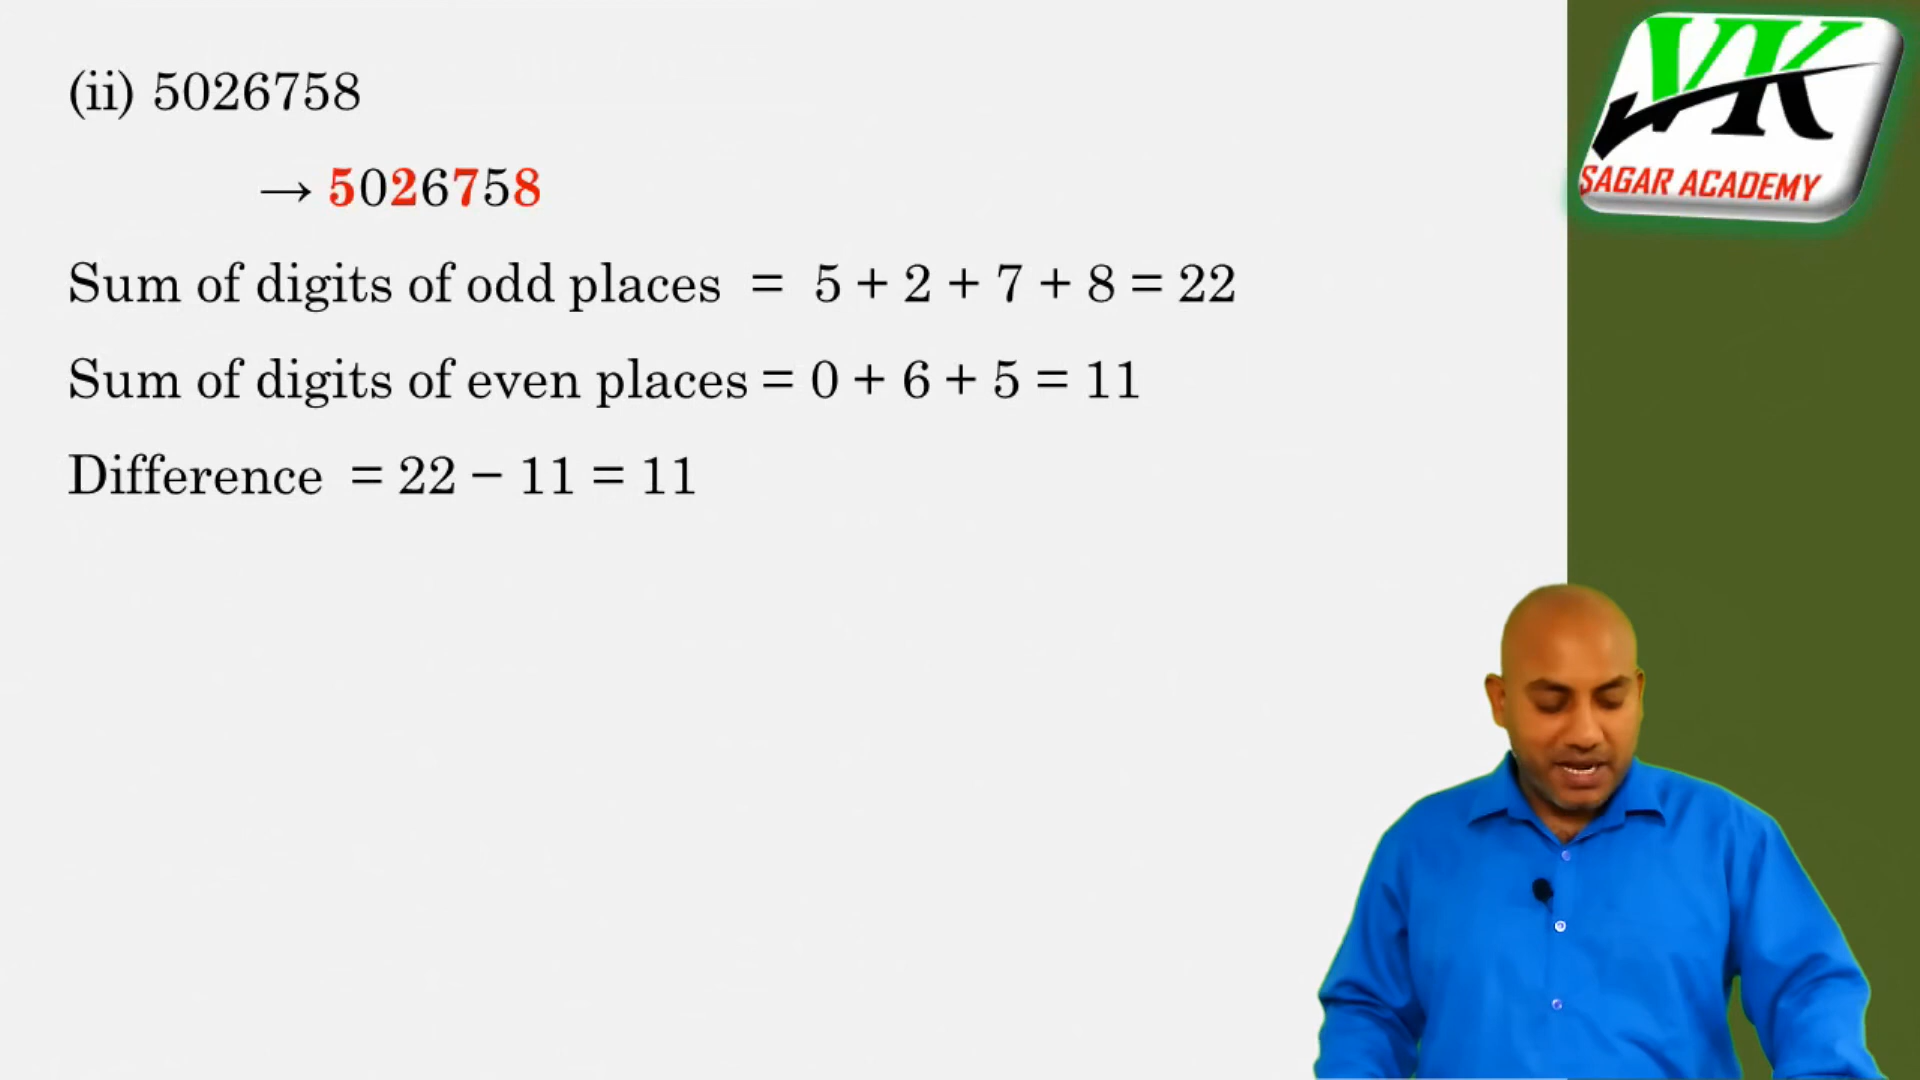 (ii) 5026758
→ 5026758
Sum of digits of odd places = 5 + 2 + 7 + 8 = 22
Sum of digits of even places = 0 + 6 + 5 = 11
Difference = 22 − 11 = 11
VK
SAGAR ACADEMY